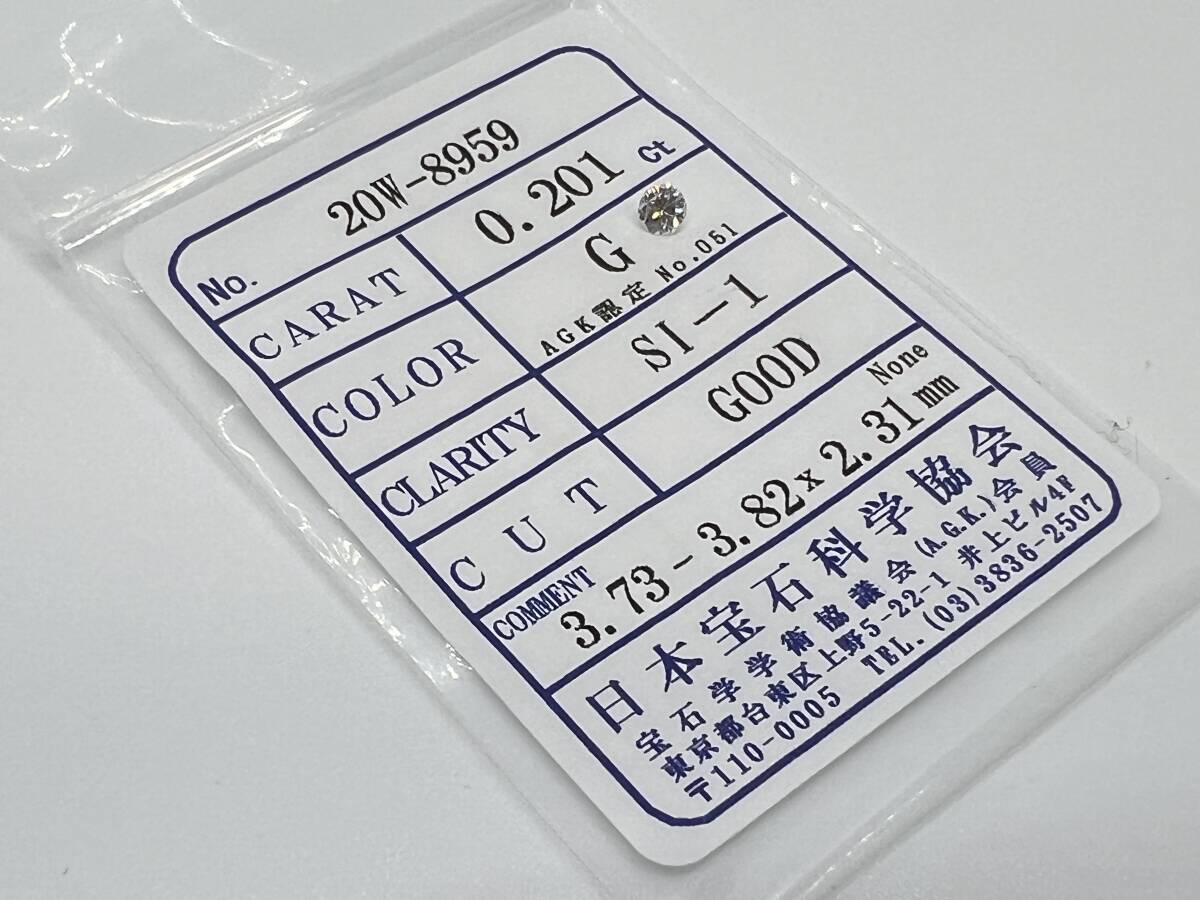 No. 20W-8959
CARAT 0.201 Ct
COLOR G
AGK認定 No.051
CLARITY SI-1
CUT GOOD
COMMENT None
3.73-3.82x2.31mm
日本宝石科学協会
宝石学学術協議会(A.G.K.)会員
東京都台東区上野5-22-1 井上ビル4F
〒110-0005 TEL.(03)3836-2507